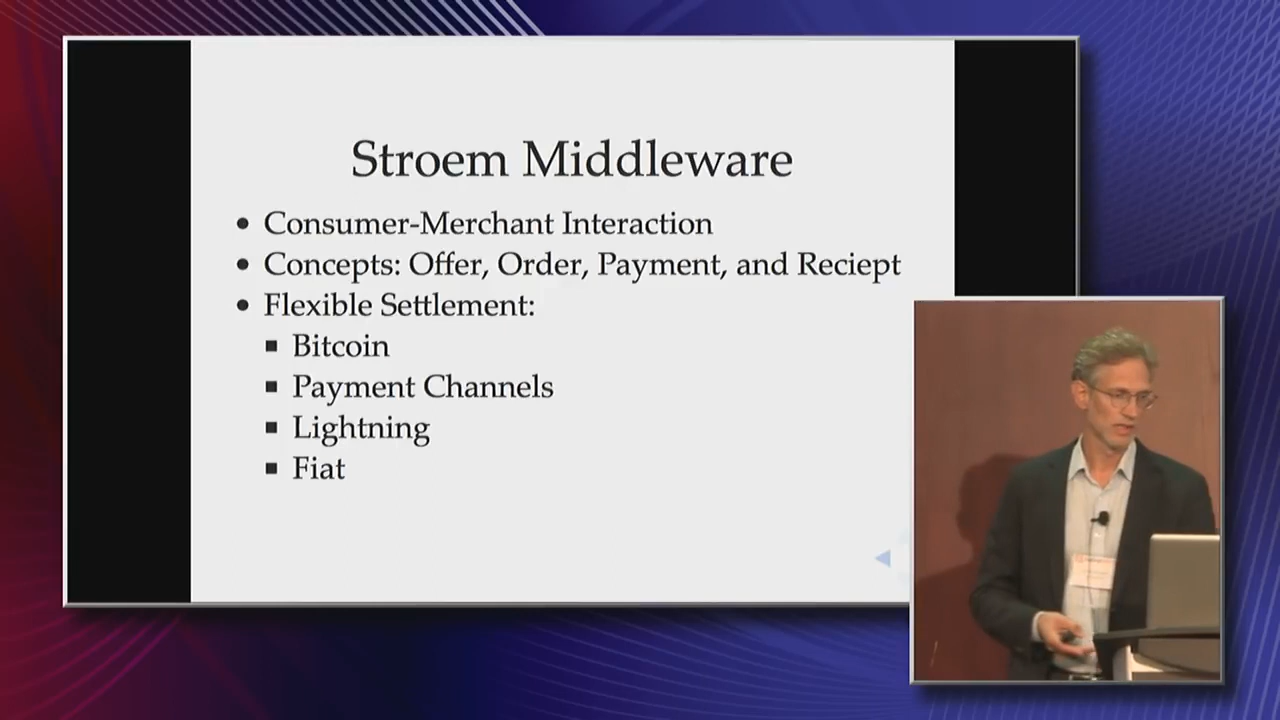 Stroem Middleware
• Consumer-Merchant Interaction
• Concepts: Offer, Order, Payment, and Reciept
• Flexible Settlement:
▪ Bitcoin
▪ Payment Channels
▪ Lightning
▪ Fiat